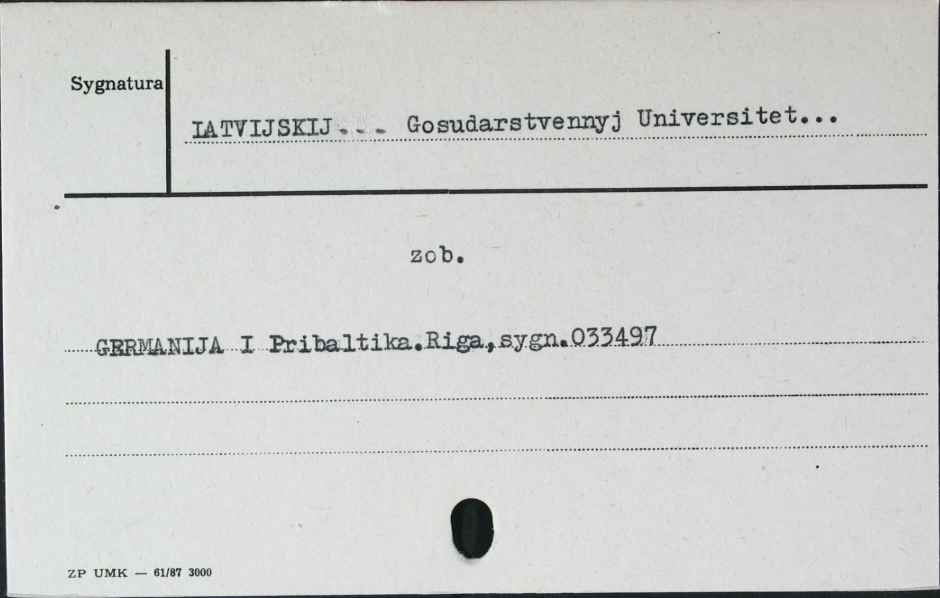 Sygnatura
LATVIJSKIJ... Gosudarstvennyj Universitet...
zob.
GERMANIJA I Pribaltika.Riga,sygn.033497
ZP UMK — 61/87 3000